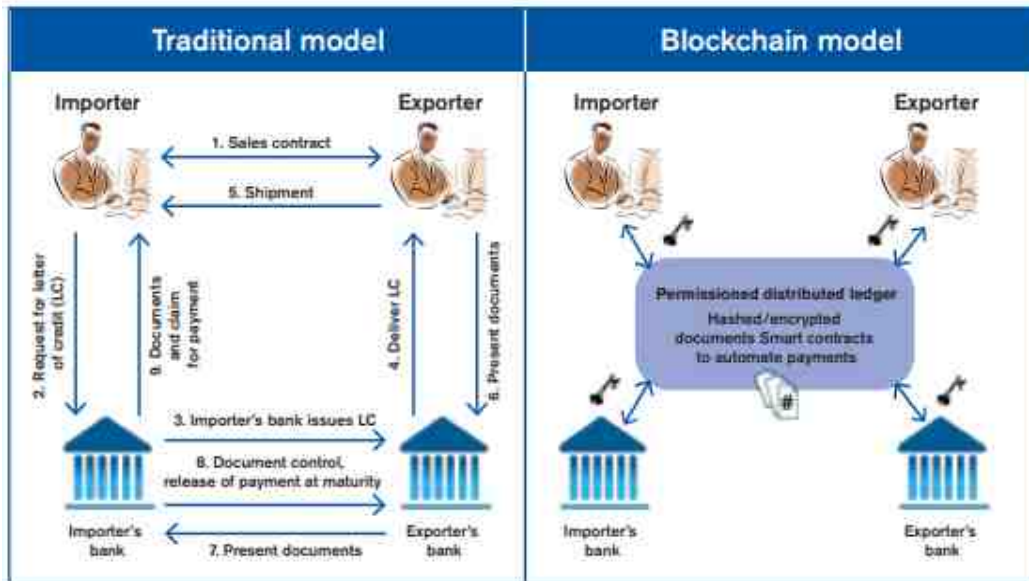 Traditional model
Blockchain model
Importer
Exporter
1. Sales contract
5. Shipment
2. Request for letter
of credit (LC)
9. Documents
and claim
for payment
4. Deliver LC
6. Present documents
3. Importer's bank issues LC
8. Document control,
release of payment at maturity
7. Present documents
Importer's
bank
Exporter's
bank
Importer
Exporter
Permissioned distributed ledger
Hashed/encrypted
documents Smart contracts
to automate payments
#
Importer's
bank
Exporter's
bank